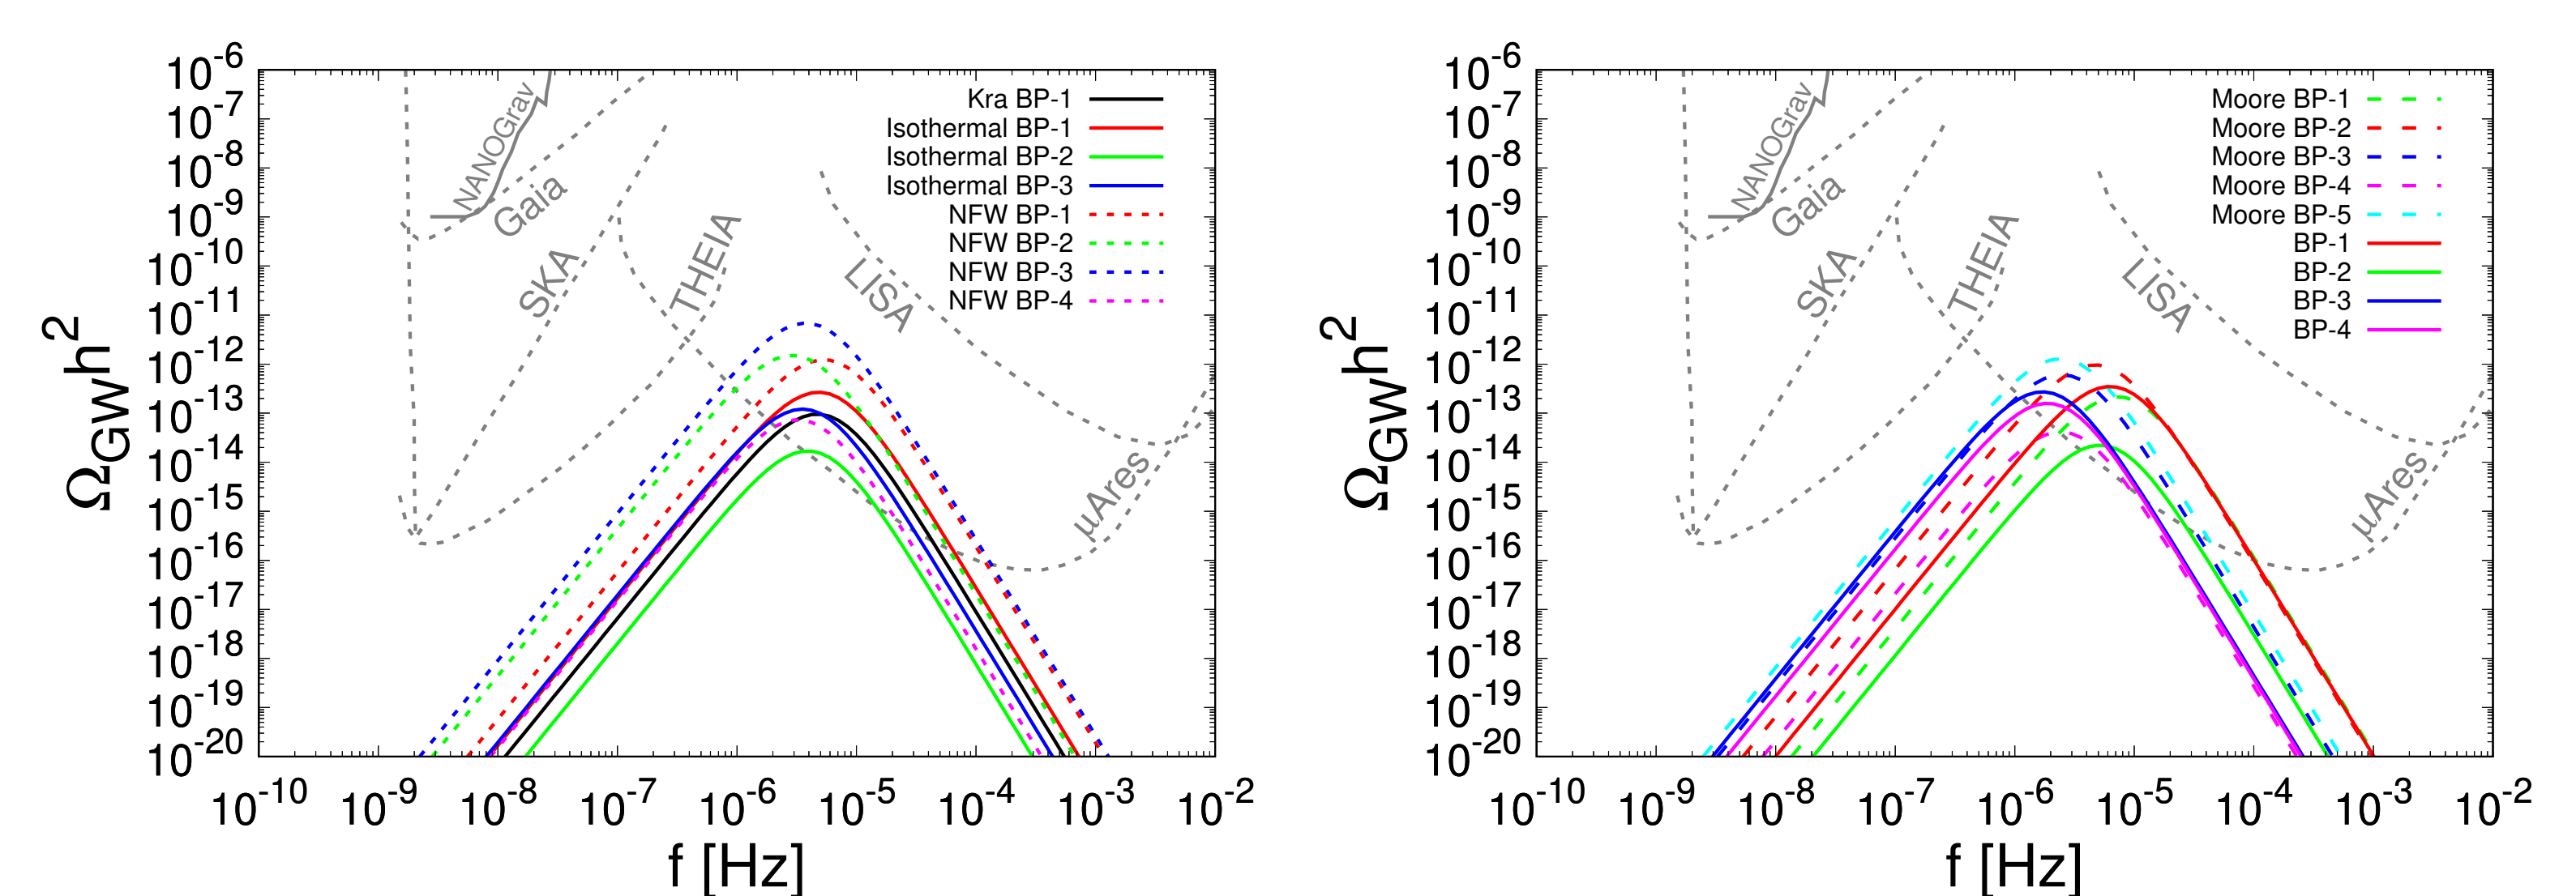 10^-6
10^-7
10^-8
10^-9
10^-10
10^-11
10^-12
10^-13
10^-14
10^-15
10^-16
10^-17
10^-18
10^-19
10^-20
Ω_GW h^2
NANOGrav
Gaia
SKA
THEIA
LISA
μAres
Kra BP-1
Isothermal BP-1
Isothermal BP-2
Isothermal BP-3
NFW BP-1
NFW BP-2
NFW BP-3
NFW BP-4
10^-10 10^-9 10^-8 10^-7 10^-6 10^-5 10^-4 10^-3 10^-2
f [Hz]
10^-6
10^-7
10^-8
10^-9
10^-10
10^-11
10^-12
10^-13
10^-14
10^-15
10^-16
10^-17
10^-18
10^-19
10^-20
Ω_GW h^2
NANOGrav
Gaia
SKA
THEIA
LISA
μAres
Moore BP-1
Moore BP-2
Moore BP-3
Moore BP-4
Moore BP-5
BP-1
BP-2
BP-3
BP-4
10^-10 10^-9 10^-8 10^-7 10^-6 10^-5 10^-4 10^-3 10^-2
f [Hz]